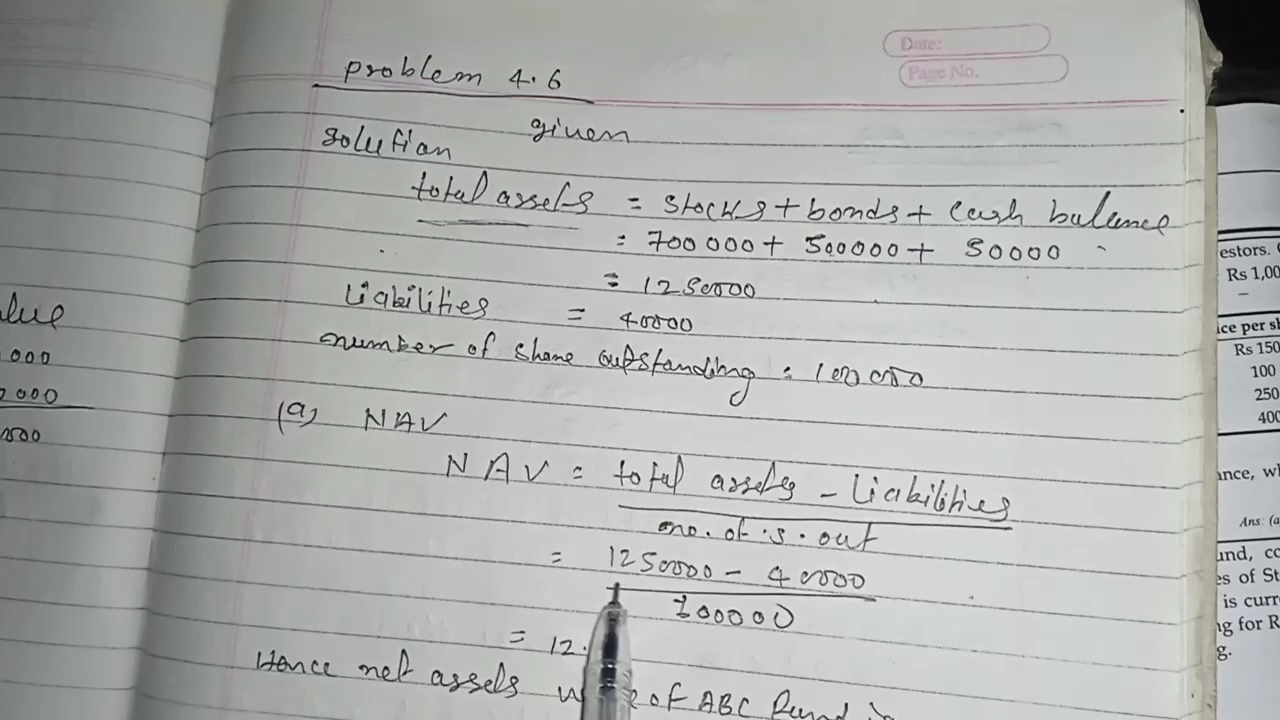 Date:
Page No.
problem 4.6
given
solution
total assets = stocks + bonds + cash balance
= 700000 + 500000 + 50000
= 1250000
Liabilities = 40000
number of share outstanding = 100000
(a) NAV
NAV = total assets - Liabilities
no. of. s. out
= 1250000 - 40000
100000
= 12.
Hence net assets of ABC Fund
alue
000
000
estors.
Rs 1,00
ice per sh
Rs 150
100
250
400
ance, wh
Ans: (a
und, co
es of St
is curr
ng for R
g.